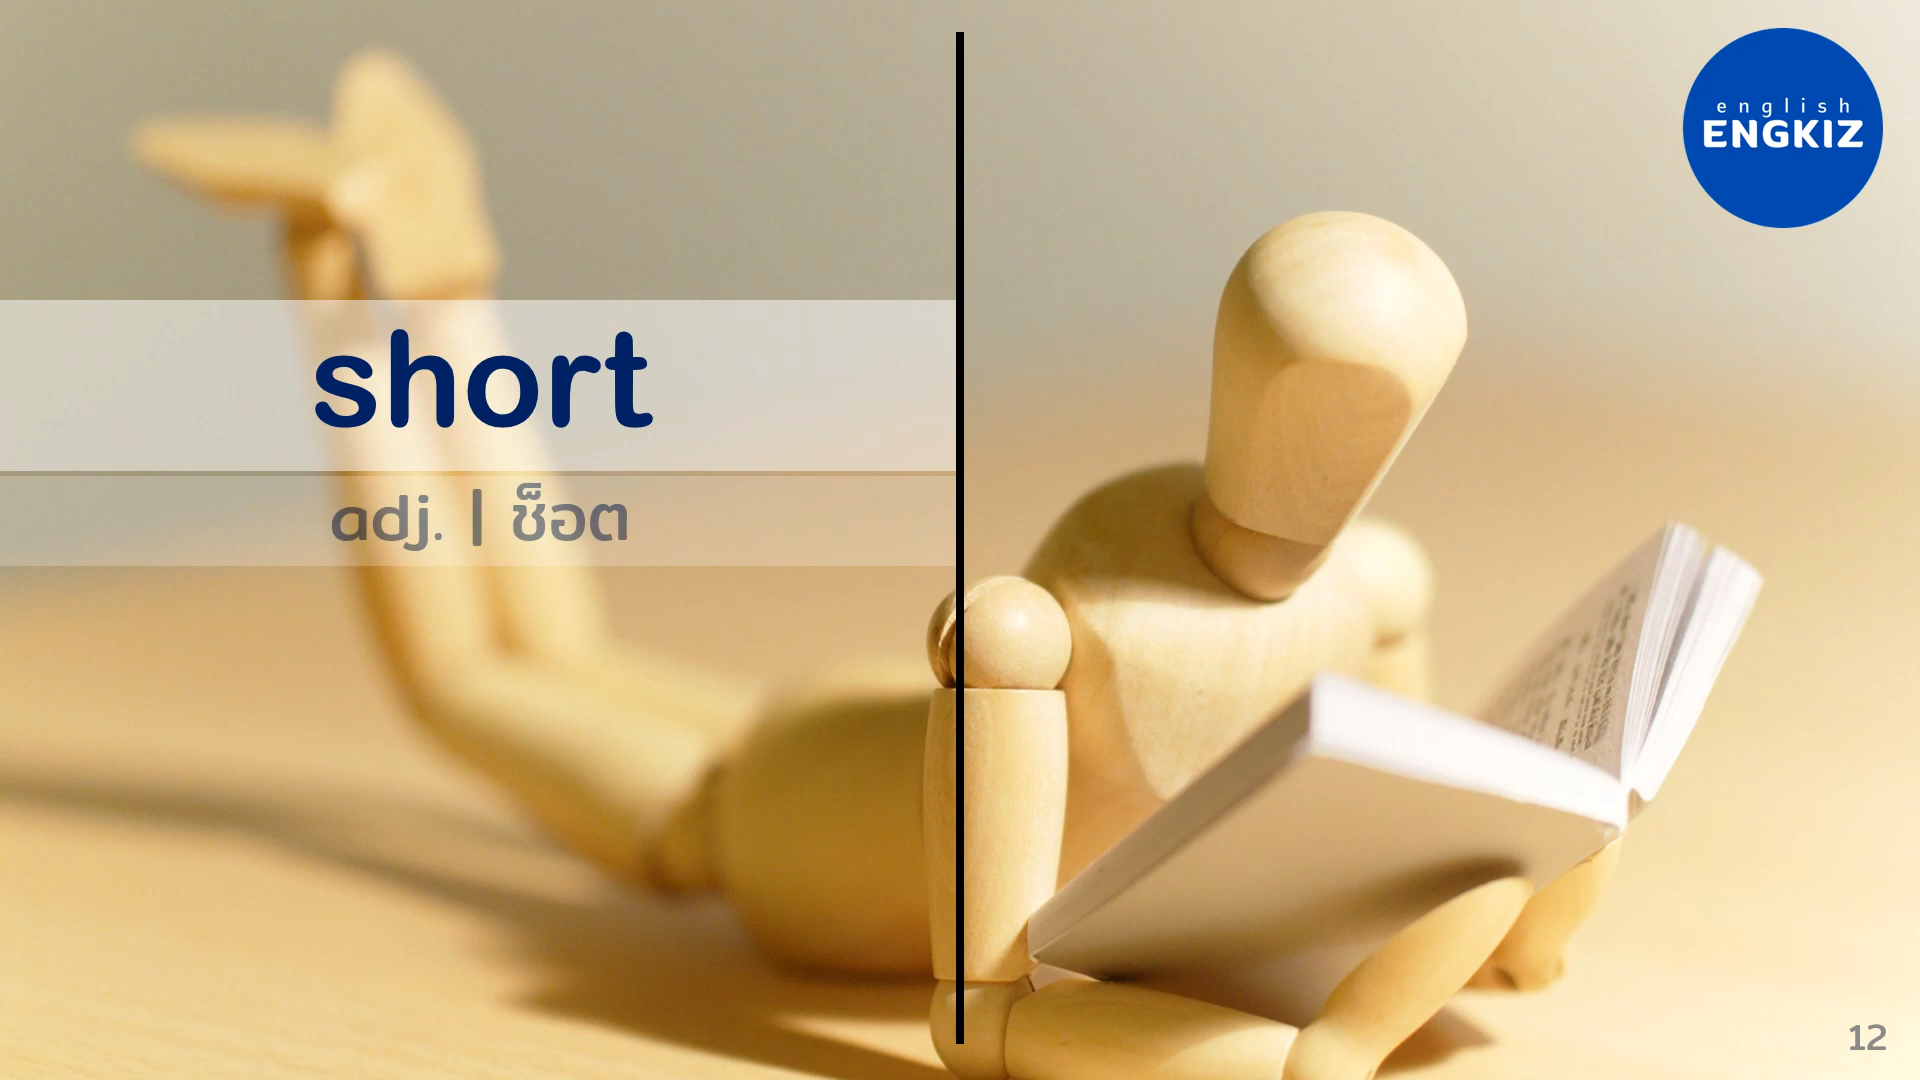 short
adj. | ช็อต
english
ENGKIZ
12